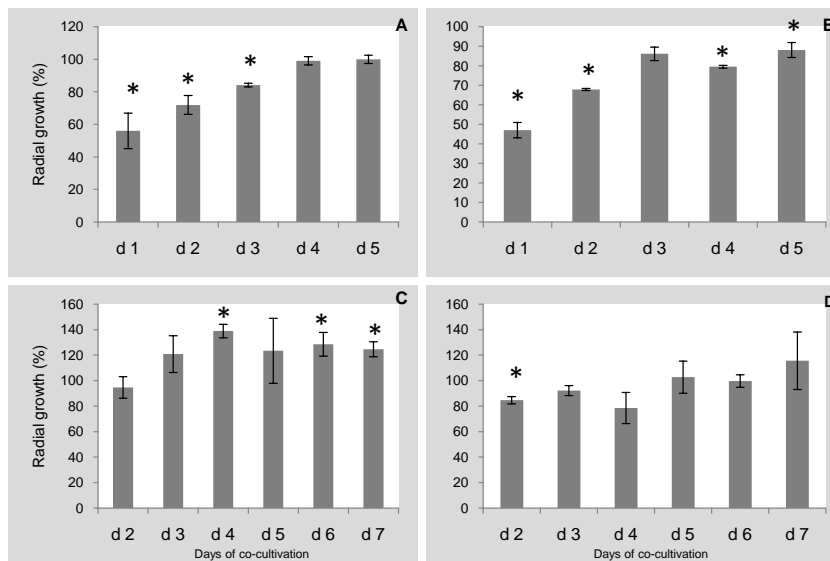 A
Radial growth (%)
120
100
80
60
40
20
0
* * *
d 1 d 2 d 3 d 4 d 5
B
100
90
80
70
60
50
40
30
20
10
0
* * * *
d 1 d 2 d 3 d 4 d 5
C
Radial growth (%)
160
140
120
100
80
60
40
20
0
* * *
d 2 d 3 d 4 d 5 d 6 d 7
Days of co-cultivation
D
160
140
120
100
80
60
40
20
0
*
d 2 d 3 d 4 d 5 d 6 d 7
Days of co-cultivation